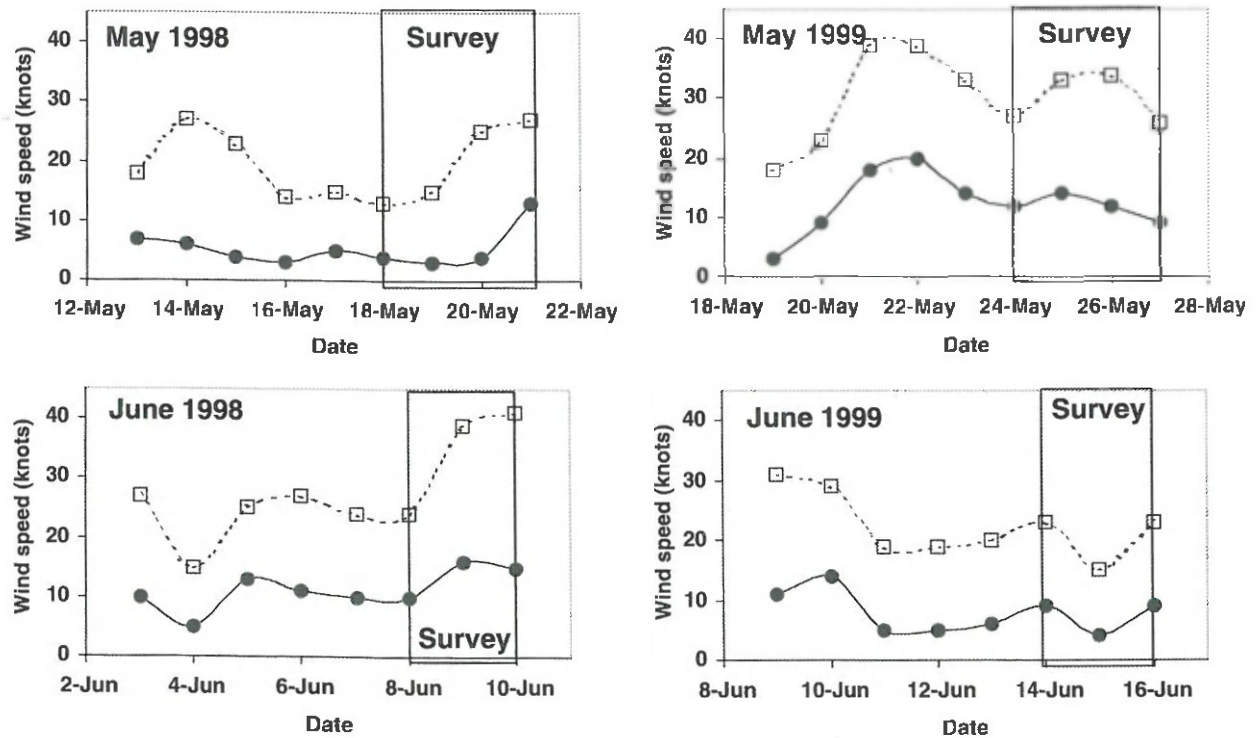 May 1998
Survey
Wind speed (knots)
40
30
20
10
0
12-May 14-May 16-May 18-May 20-May 22-May
Date
May 1999
Survey
Wind speed (knots)
40
30
20
10
0
18-May 20-May 22-May 24-May 26-May 28-May
Date
June 1998
Survey
Wind speed (knots)
40
30
20
10
0
2-Jun 4-Jun 6-Jun 8-Jun 10-Jun
Date
June 1999
Survey
Wind speed (knots)
40
30
20
10
0
8-Jun 10-Jun 12-Jun 14-Jun 16-Jun
Date